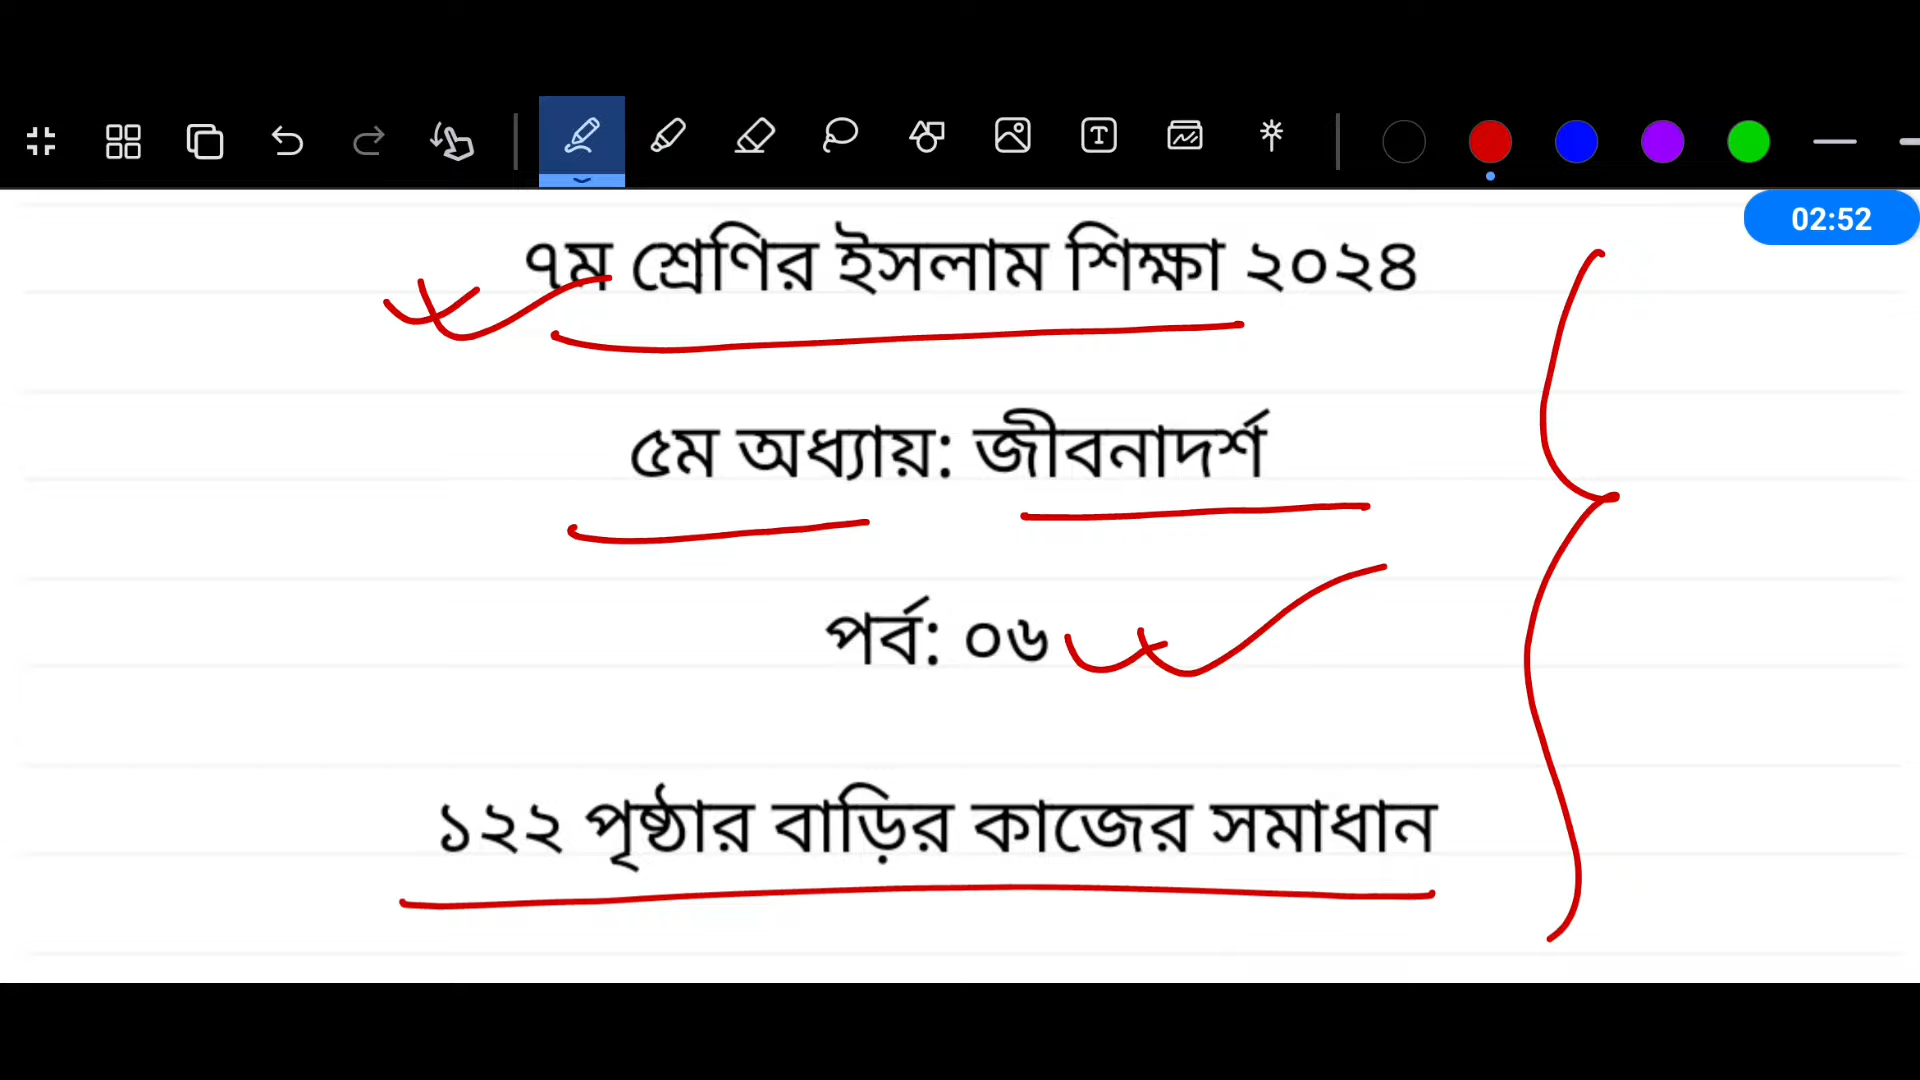 02:52
৭ম শ্রেণির ইসলাম শিক্ষা ২০২৪
৫ম অধ্যায়: জীবনাদর্শ
পর্ব: ০৬
১২২ পৃষ্ঠার বাড়ির কাজের সমাধান